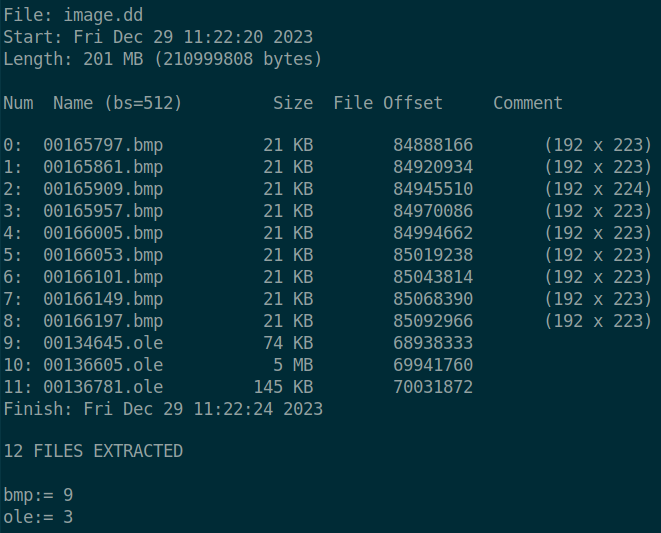 File: image.dd
Start: Fri Dec 29 11:22:20 2023
Length: 201 MB (210999808 bytes)
Num  Name (bs=512)         Size  File Offset     Comment
0:  00165797.bmp          21 KB        84888166       (192 x 223)
1:  00165861.bmp          21 KB        84920934       (192 x 223)
2:  00165909.bmp          21 KB        84945510       (192 x 224)
3:  00165957.bmp          21 KB        84970086       (192 x 223)
4:  00166005.bmp          21 KB        84994662       (192 x 223)
5:  00166053.bmp          21 KB        85019238       (192 x 223)
6:  00166101.bmp          21 KB        85043814       (192 x 223)
7:  00166149.bmp          21 KB        85068390       (192 x 223)
8:  00166197.bmp          21 KB        85092966       (192 x 223)
9:  00134645.ole          74 KB        68938333
10: 00136605.ole           5 MB        69941760
11: 00136781.ole         145 KB        70031872
Finish: Fri Dec 29 11:22:24 2023
12 FILES EXTRACTED
bmp:= 9
ole:= 3